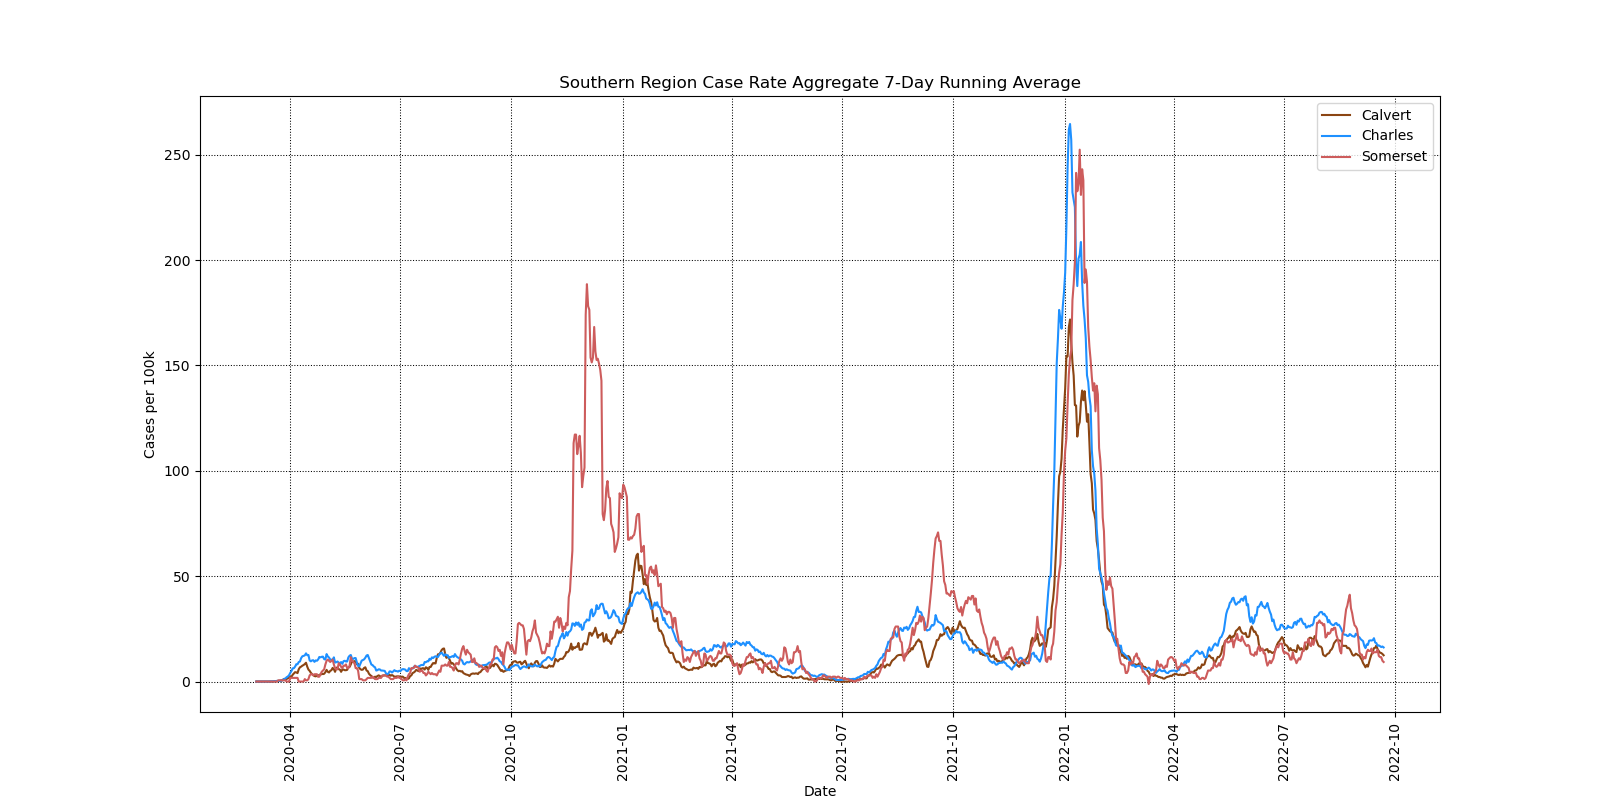 Southern Region Case Rate Aggregate 7-Day Running Average
Calvert
Charles
Somerset
Cases per 100k
250
200
150
100
50
0
2020-04
2020-07
2020-10
2021-01
2021-04
2021-07
2021-10
2022-01
2022-04
2022-07
2022-10
Date